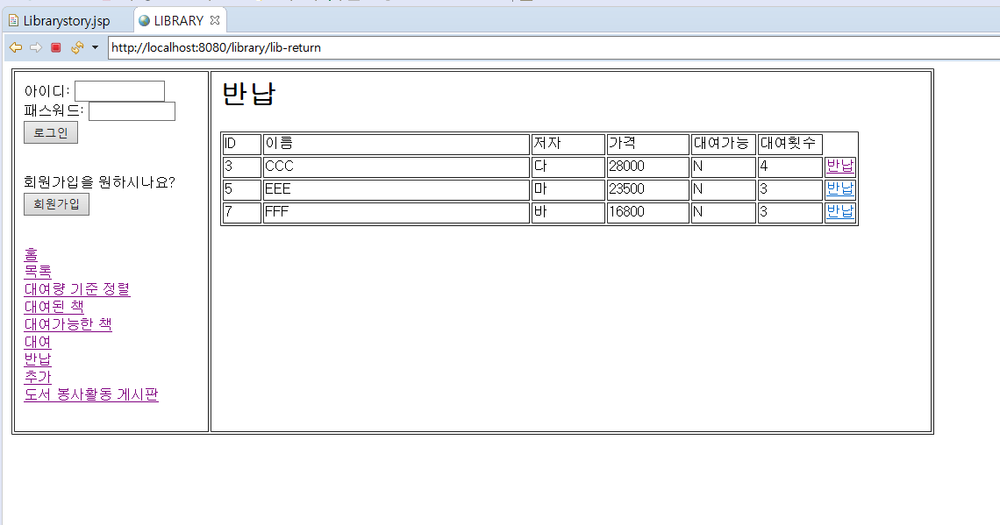 Librarystory.jsp LIBRARY
http://localhost:8080/library/lib-return
아이디:
패스워드:
로그인
회원가입을 원하시나요?
회원가입
홈
목록
대여량 기준 정렬
대여된 책
대여가능한 책
대여
반납
추가
도서 봉사활동 게시판
반납
ID 이름 저자 가격 대여가능 대여횟수
3 CCC 다 28000 N 4 반납
5 EEE 마 23500 N 3 반납
7 FFF 바 16800 N 3 반납